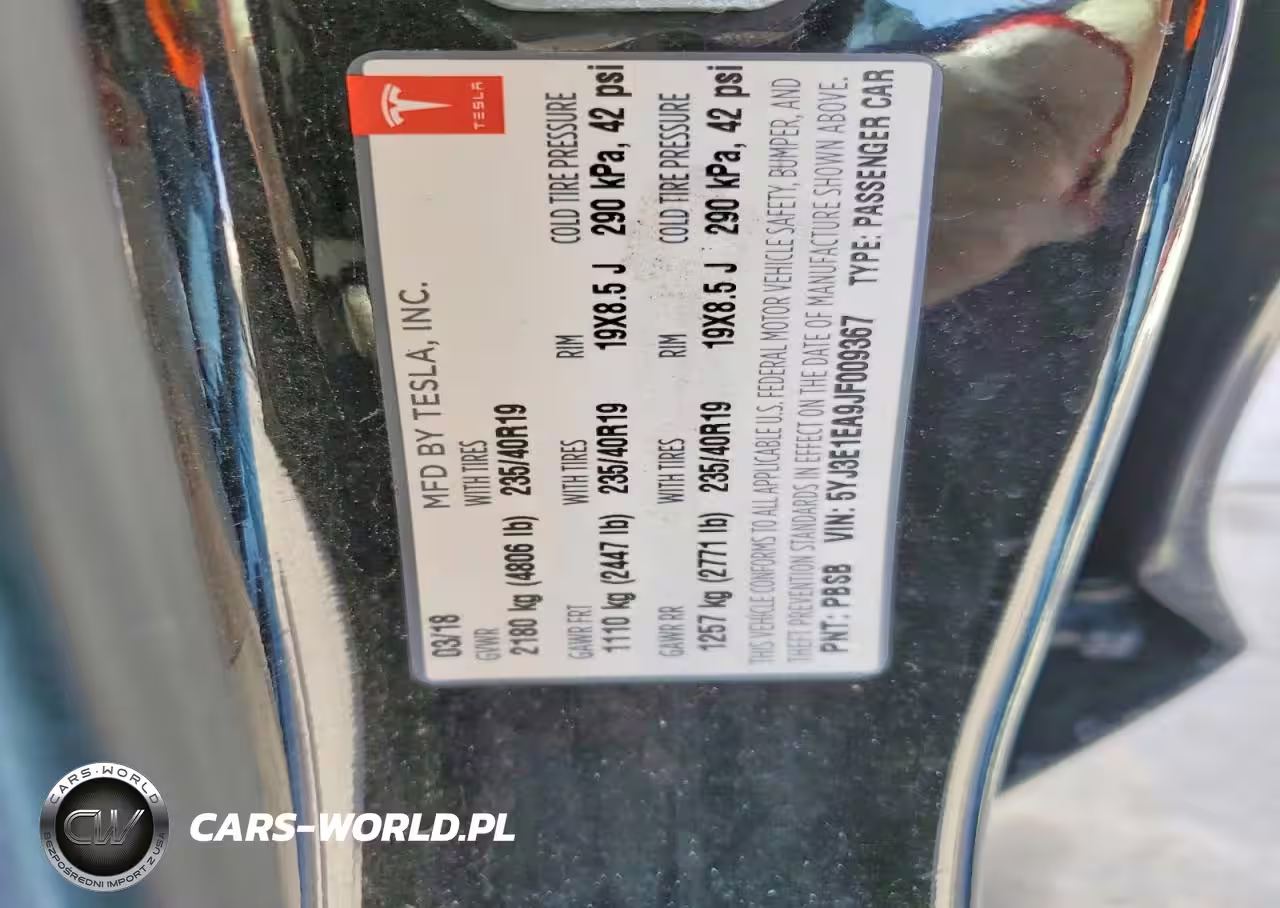 TESLA
MFD BY TESLA, INC.
03/18
GVWR WITH TIRES
2180 kg (4806 lb) 235/40R19
GAWR FRT WITH TIRES RIM COLD TIRE PRESSURE
1110 kg (2447 lb) 235/40R19 19X8.5 J 290 kPa, 42 psi
GAWR RR WITH TIRES RIM COLD TIRE PRESSURE
1257 kg (2771 lb) 235/40R19 19X8.5 J 290 kPa, 42 psi
THIS VEHICLE CONFORMS TO ALL APPLICABLE U.S. FEDERAL MOTOR VEHICLE SAFETY, BUMPER, AND
THEFT PREVENTION STANDARDS IN EFFECT ON THE DATE OF MANUFACTURE SHOWN ABOVE.
PNT: PBSB VIN: 5YJ3E1EA9JF009367 TYPE: PASSENGER CAR
CARS-WORLD
CW
BEZPOŚREDNI IMPORT Z USA
CARS-WORLD.PL